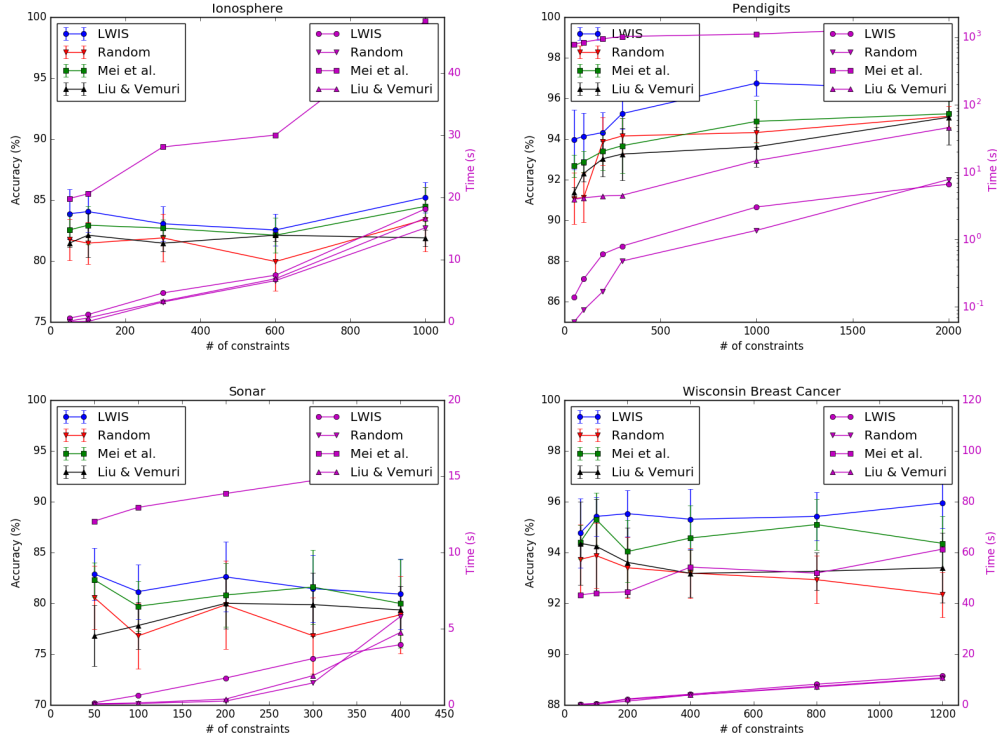 Ionosphere
100
95
90
85
80
75
Accuracy (%)
LWIS
Random
Mei et al.
Liu & Vemuri
LWIS
Random
Mei et al.
Liu & Vemuri
40
30
20
10
0
Time (s)
0 200 400 600 800 1000
# of constraints
Pendigits
100
98
96
94
92
90
88
86
Accuracy (%)
LWIS
Random
Mei et al.
Liu & Vemuri
LWIS
Random
Mei et al.
Liu & Vemuri
10³
10²
10¹
10⁰
10⁻¹
Time (s)
0 500 1000 1500 2000
# of constraints
Sonar
100
95
90
85
80
75
70
Accuracy (%)
LWIS
Random
Mei et al.
Liu & Vemuri
LWIS
Random
Mei et al.
Liu & Vemuri
20
15
10
5
0
Time (s)
0 50 100 150 200 250 300 350 400 450
# of constraints
Wisconsin Breast Cancer
100
98
96
94
92
90
88
Accuracy (%)
LWIS
Random
Mei et al.
Liu & Vemuri
LWIS
Random
Mei et al.
Liu & Vemuri
120
100
80
60
40
20
0
Time (s)
0 200 400 600 800 1000 1200
# of constraints